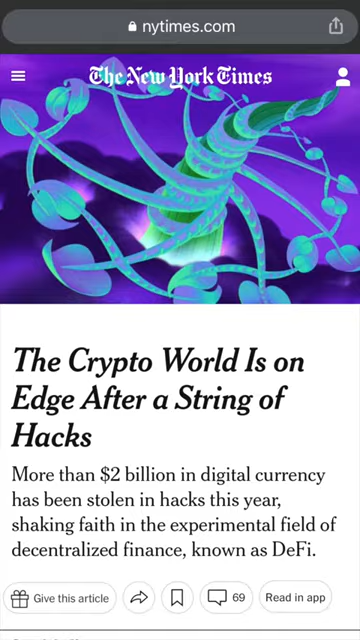 nytimes.com
The New York Times
The Crypto World Is on
Edge After a String of
Hacks
More than $2 billion in digital currency
has been stolen in hacks this year,
shaking faith in the experimental field of
decentralized finance, known as DeFi.
Give this article
69
Read in app